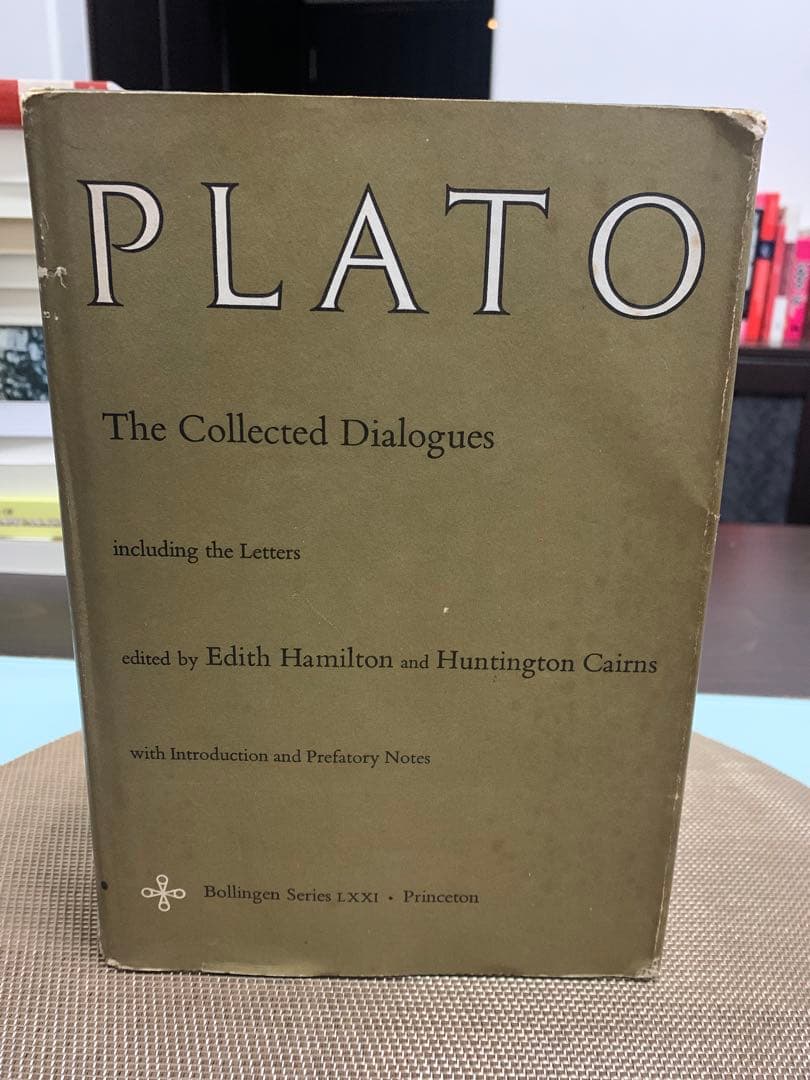 PLATO
The Collected Dialogues
including the Letters
edited by Edith Hamilton and Huntington Cairns
with Introduction and Prefatory Notes
Bollingen Series LXXI • Princeton